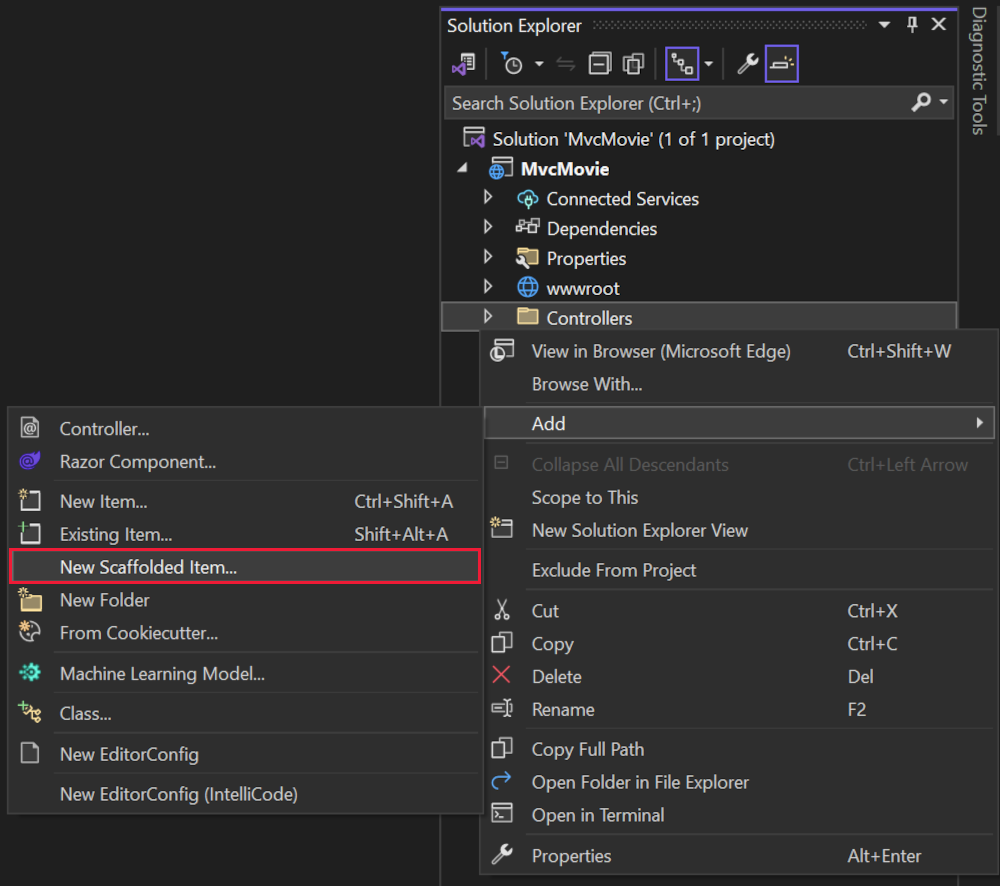 Solution Explorer
Diagnostic Tools
Search Solution Explorer (Ctrl+;)
Solution 'MvcMovie' (1 of 1 project)
MvcMovie
Connected Services
Dependencies
Properties
wwwroot
Controllers
View in Browser (Microsoft Edge) Ctrl+Shift+W
Browse With...
Add
Collapse All Descendants Ctrl+Left Arrow
Scope to This
New Solution Explorer View
Exclude From Project
Cut Ctrl+X
Copy Ctrl+C
Delete Del
Rename F2
Copy Full Path
Open Folder in File Explorer
Open in Terminal
Properties Alt+Enter
Controller...
Razor Component...
New Item... Ctrl+Shift+A
Existing Item... Shift+Alt+A
New Scaffolded Item...
New Folder
From Cookiecutter...
Machine Learning Model...
Class...
New EditorConfig
New EditorConfig (IntelliCode)